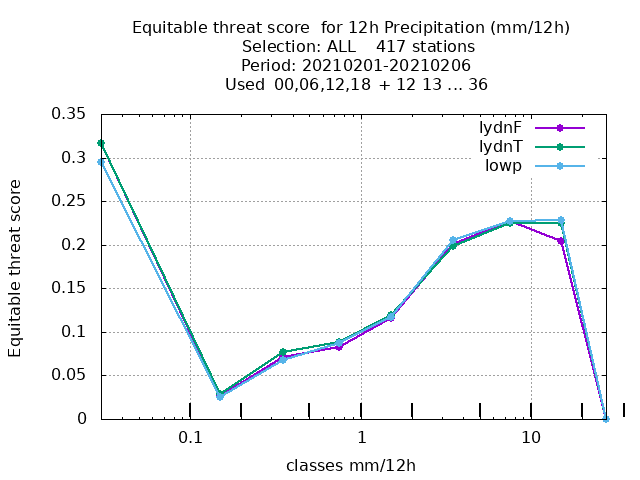 Equitable threat score for 12h Precipitation (mm/12h)
Selection: ALL 417 stations
Period: 20210201-20210206
Used 00,06,12,18 + 12 13 ... 36
lydnF
lydnT
lowp
Equitable threat score
0.35
0.3
0.25
0.2
0.15
0.1
0.05
0
0.1 1 10
classes mm/12h